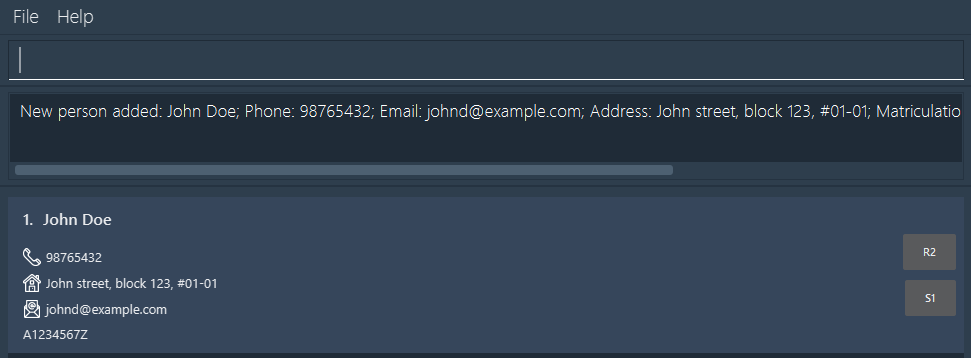 File Help
New person added: John Doe; Phone: 98765432; Email: johnd@example.com; Address: John street, block 123, #01-01; Matriculatio
1. John Doe
98765432
R2
John street, block 123, #01-01
S1
johnd@example.com
A1234567Z